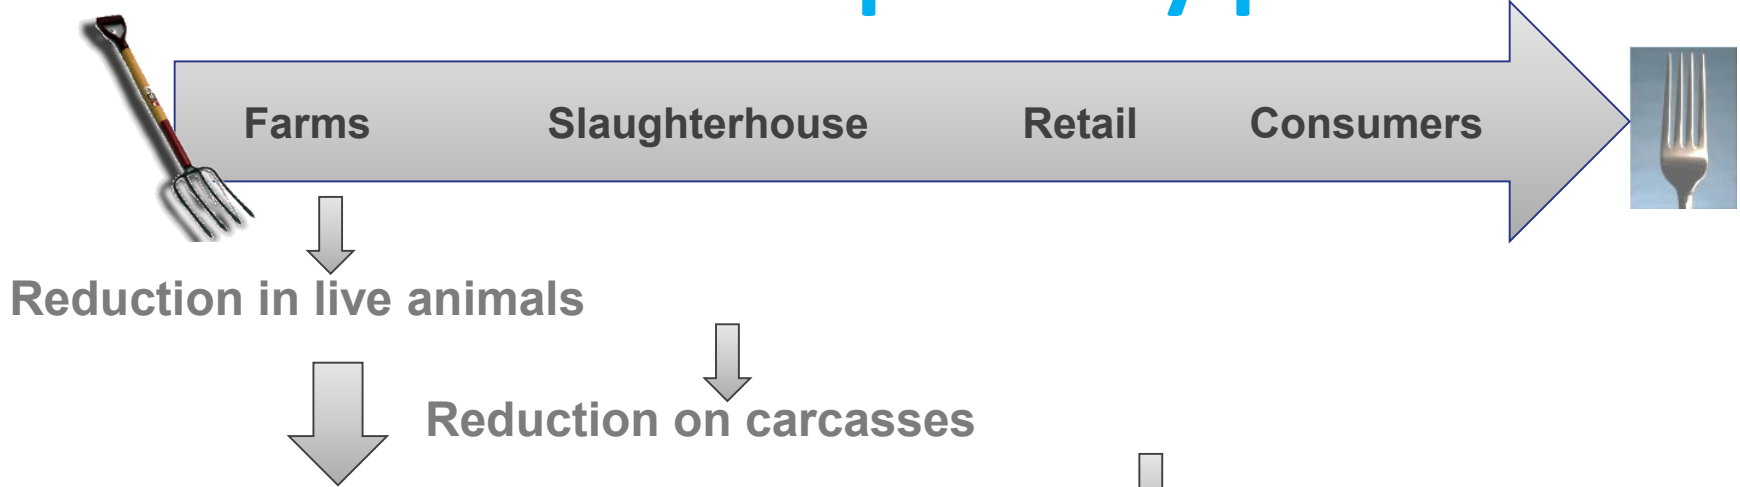 Farms Slaughterhouse Retail Consumers
Reduction in live animals
Reduction on carcasses